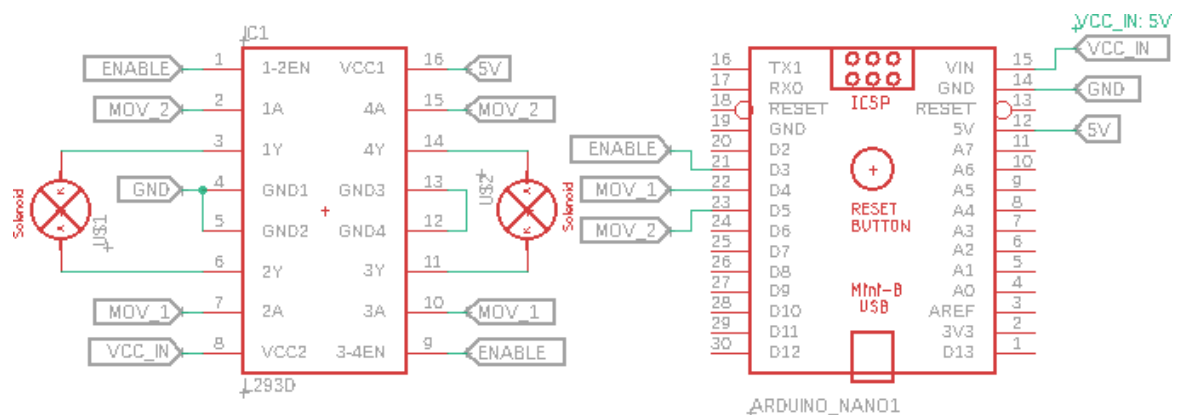 IC1
ENABLE 1 1-2EN VCC1 16 5V
MOV_2 2 1A 4A 15 MOV_2
3 1Y 4Y 14
GND 4 GND1 GND3 13
5 GND2 GND4 12
6 2Y 3Y 11
MOV_1 7 2A 3A 10 MOV_1
VCC_IN 8 VCC2 3-4EN 9 ENABLE
L293D
Solenoid
K
A
US1
US2
K
A
Solenoid
VCC_IN: 5V
16 TX1 VIN 15 VCC_IN
17 RX0 GND 14 GND
18 RESET RESET 13
19 GND 5V 12 5V
20 D2 A7 11
ENABLE 21 D3 A6 10
MOV_1 22 D4 A5 9
MOV_2 23 D5 A4 8
24 D6 A3 7
25 D7 A2 6
26 D8 A1 5
27 D9 A0 4
28 D10 AREF 3
29 D11 3V3 2
30 D12 D13 1
ICSP
RESET
BUTTON
Mini-B
USB
ARDUINO_NANO1